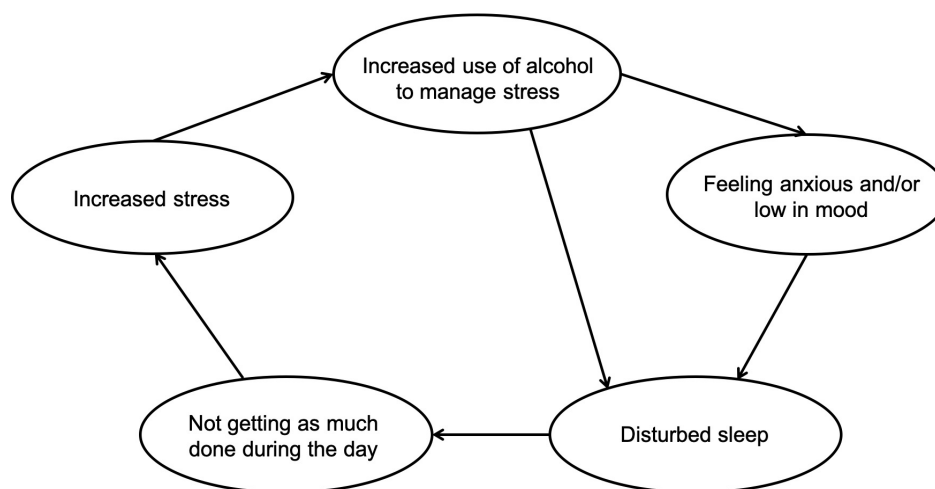 Increased use of alcohol
to manage stress
Feeling anxious and/or
low in mood
Disturbed sleep
Not getting as much
done during the day
Increased stress